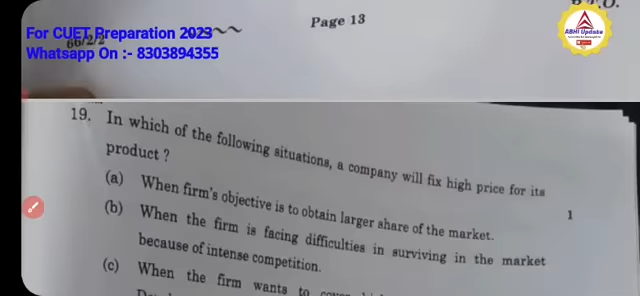 P.T.O.
Page 13
For CUET Preparation 2023
66/2/2
Whatsapp On :- 8303894355
ABHI Update
19. In which of the following situations, a company will fix high price for its
product ?
1
(a) When firm's objective is to obtain larger share of the market.
(b) When the firm is facing difficulties in surviving in the market
because of intense competition.
(c) When the firm wants to cover